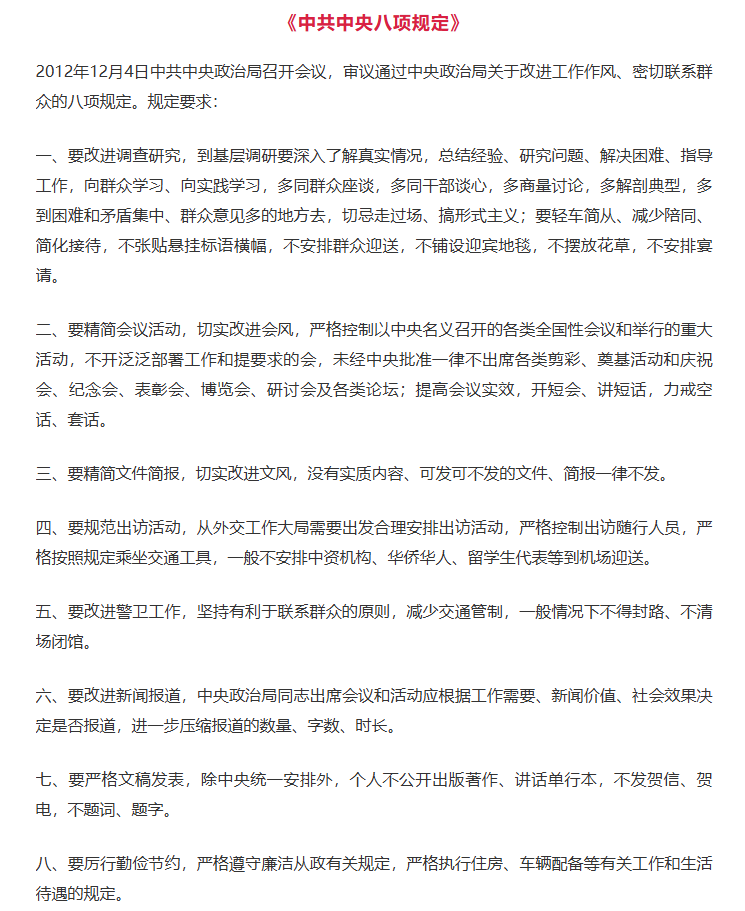 《中共中央八项规定》
2012年12月4日中共中央政治局召开会议，审议通过中央政治局关于改进工作作风、密切联系群
众的八项规定。规定要求：
一、要改进调查研究，到基层调研要深入了解真实情况，总结经验、研究问题、解决困难、指导
工作，向群众学习、向实践学习，多同群众座谈，多同干部谈心，多商量讨论，多解剖典型，多
到困难和矛盾集中、群众意见多的地方去，切忌走过场、搞形式主义；要轻车简从、减少陪同、
简化接待，不张贴悬挂标语横幅，不安排群众迎送，不铺设迎宾地毯，不摆放花草，不安排宴
请。
二、要精简会议活动，切实改进会风，严格控制以中央名义召开的各类全国性会议和举行的重大
活动，不开泛泛部署工作和提要求的会，未经中央批准一律不出席各类剪彩、奠基活动和庆祝
会、纪念会、表彰会、博览会、研讨会及各类论坛；提高会议实效，开短会、讲短话，力戒空
话、套话。
三、要精简文件简报，切实改进文风，没有实质内容、可发可不发的文件、简报一律不发。
四、要规范出访活动，从外交工作大局需要出发合理安排出访活动，严格控制出访随行人员，严
格按照规定乘坐交通工具，一般不安排中资机构、华侨华人、留学生代表等到机场迎送。
五、要改进警卫工作，坚持有利于联系群众的原则，减少交通管制，一般情况下不得封路、不清
场闭馆。
六、要改进新闻报道，中央政治局同志出席会议和活动应根据工作需要、新闻价值、社会效果决
定是否报道，进一步压缩报道的数量、字数、时长。
七、要严格文稿发表，除中央统一安排外，个人不公开出版著作、讲话单行本，不发贺信、贺
电，不题词、题字。
八、要厉行勤俭节约，严格遵守廉洁从政有关规定，严格执行住房、车辆配备等有关工作和生活
待遇的规定。